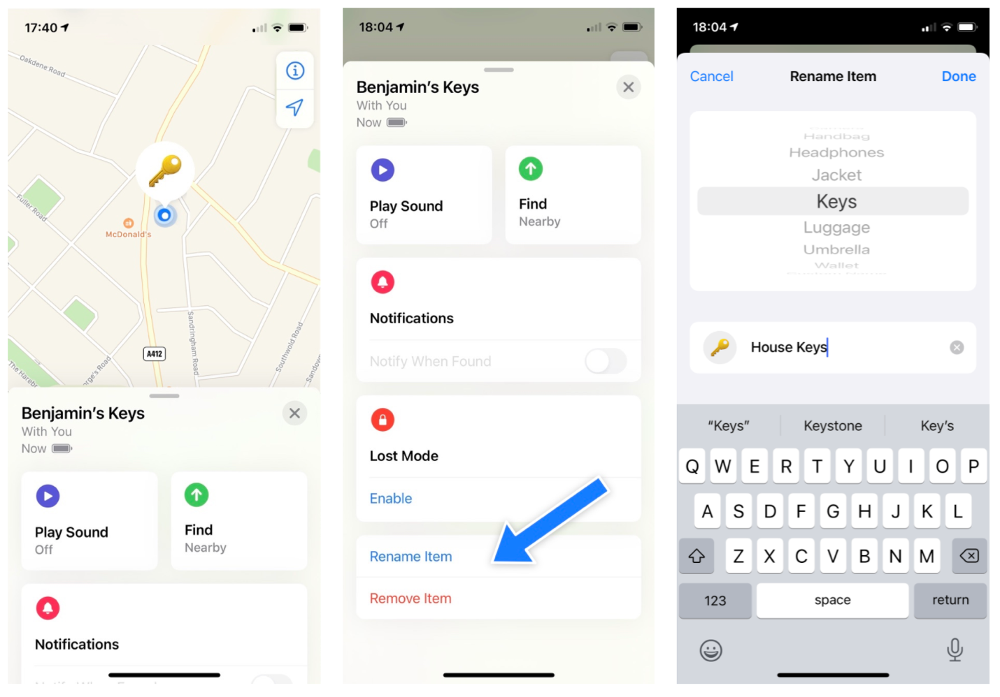 17:40
Oakdene Road
Fuller Road
McDonald's
Sandringham Road
Southwold Road
A412
Benjamin's Keys
With You
Now
Play Sound
Off
Find
Nearby
Notifications
18:04
Benjamin's Keys
With You
Now
Play Sound
Off
Find
Nearby
Notifications
Notify When Found
Lost Mode
Enable
Rename Item
Remove Item
18:04
Cancel
Rename Item
Done
Handbag
Headphones
Jacket
Keys
Luggage
Umbrella
Wallet
House Keys
“Keys”
Keystone
Key's
Q W E R T Y U I O P
A S D F G H J K L
Z X C V B N M
123
space
return